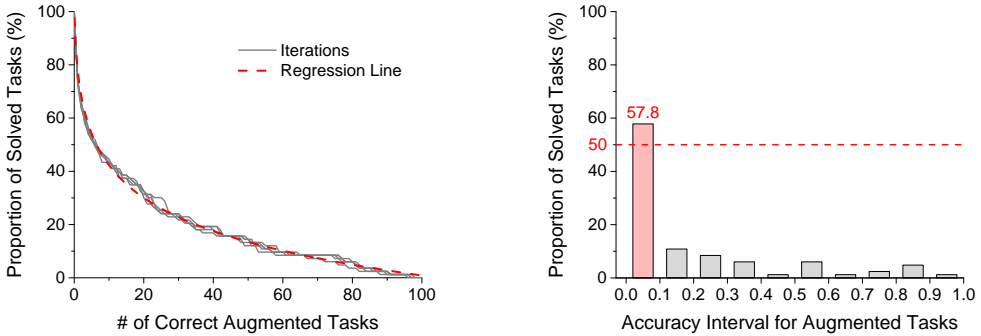 Proportion of Solved Tasks (%)
100
80
60
40
20
0
0 20 40 60 80 100
# of Correct Augmented Tasks
Iterations
Regression Line
Proportion of Solved Tasks (%)
100
80
60
50
40
20
0
57.8
0.0 0.1 0.2 0.3 0.4 0.5 0.6 0.7 0.8 0.9 1.0
Accuracy Interval for Augmented Tasks